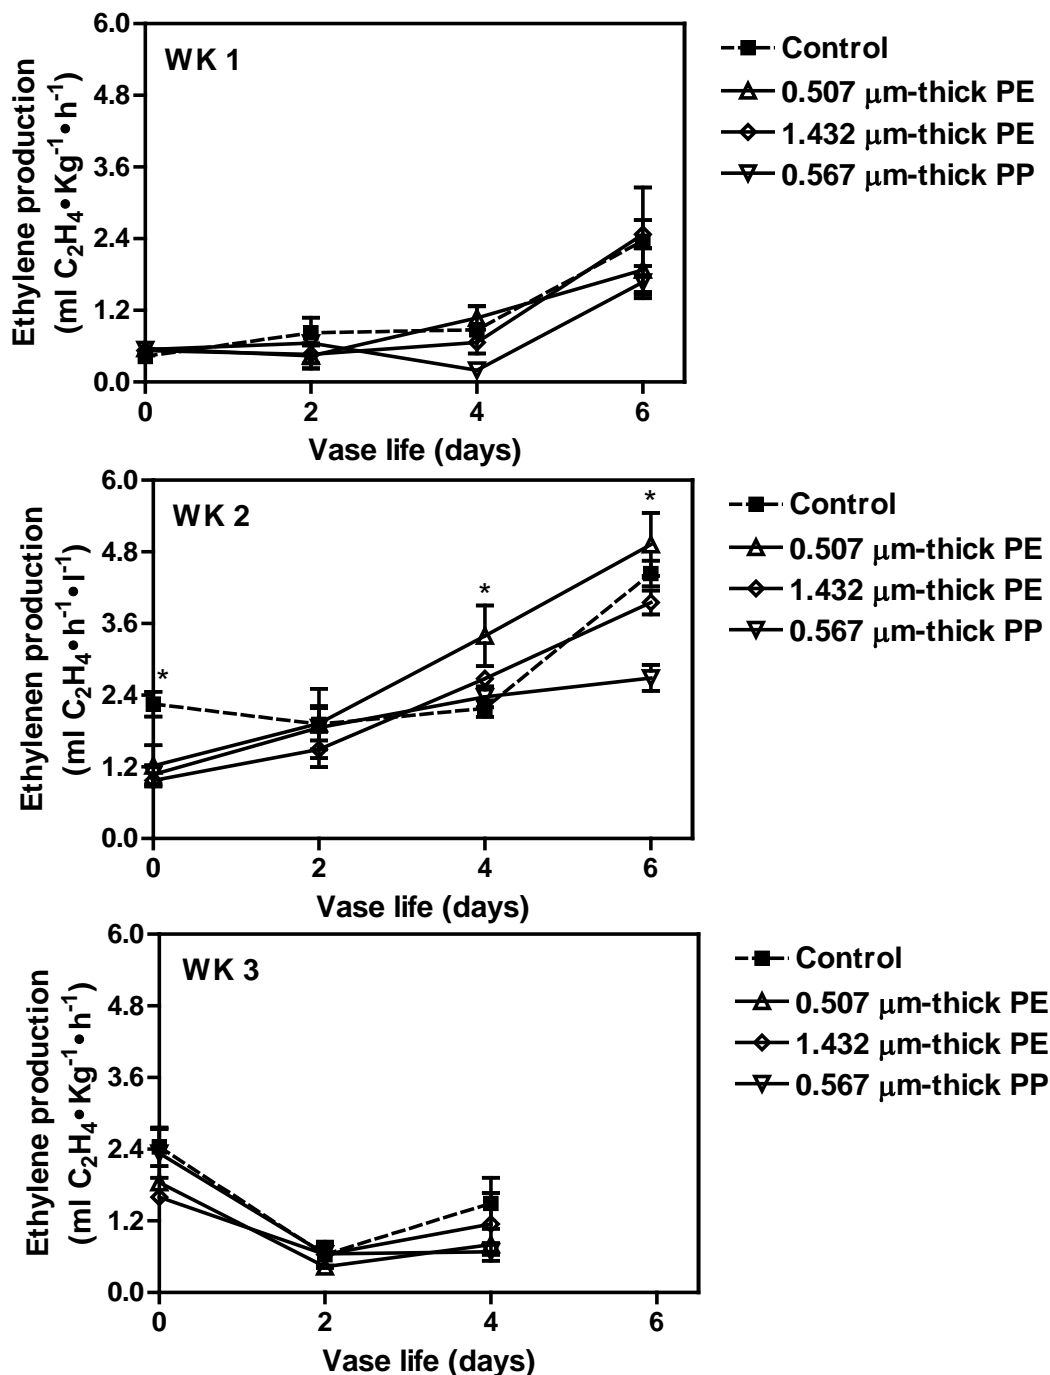 WK 1
6.0
4.8
3.6
2.4
1.2
0.0
Ethylene production
(ml C₂H₄•Kg⁻¹•h⁻¹)
0 2 4 6
Vase life (days)
Control
0.507 μm-thick PE
1.432 μm-thick PE
0.567 μm-thick PP
WK 2
6.0
4.8
3.6
2.4
1.2
0.0
Ethylenen production
(ml C₂H₄•h⁻¹•l⁻¹)
*
*
*
0 2 4 6
Vase life (days)
Control
0.507 μm-thick PE
1.432 μm-thick PE
0.567 μm-thick PP
WK 3
6.0
4.8
3.6
2.4
1.2
0.0
Ethylene production
(ml C₂H₄•Kg⁻¹•h⁻¹)
0 2 4 6
Vase life (days)
Control
0.507 μm-thick PE
1.432 μm-thick PE
0.567 μm-thick PP